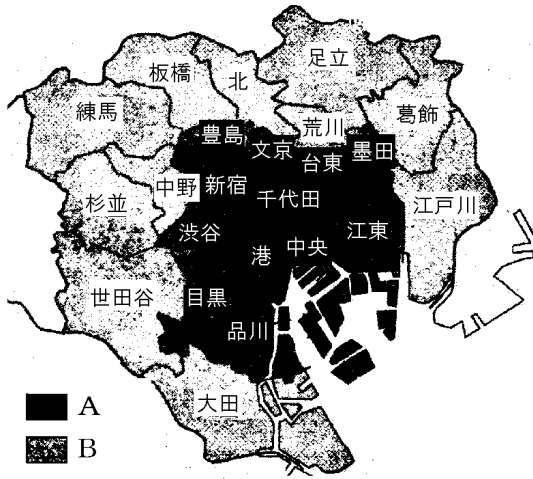 足立
板橋
北
練馬
葛飾
荒川
豊島
文京
台東
墨田
中野
新宿
千代田
杉並
江戸川
渋谷
港
中央
江東
世田谷
目黒
品川
大田
A
B